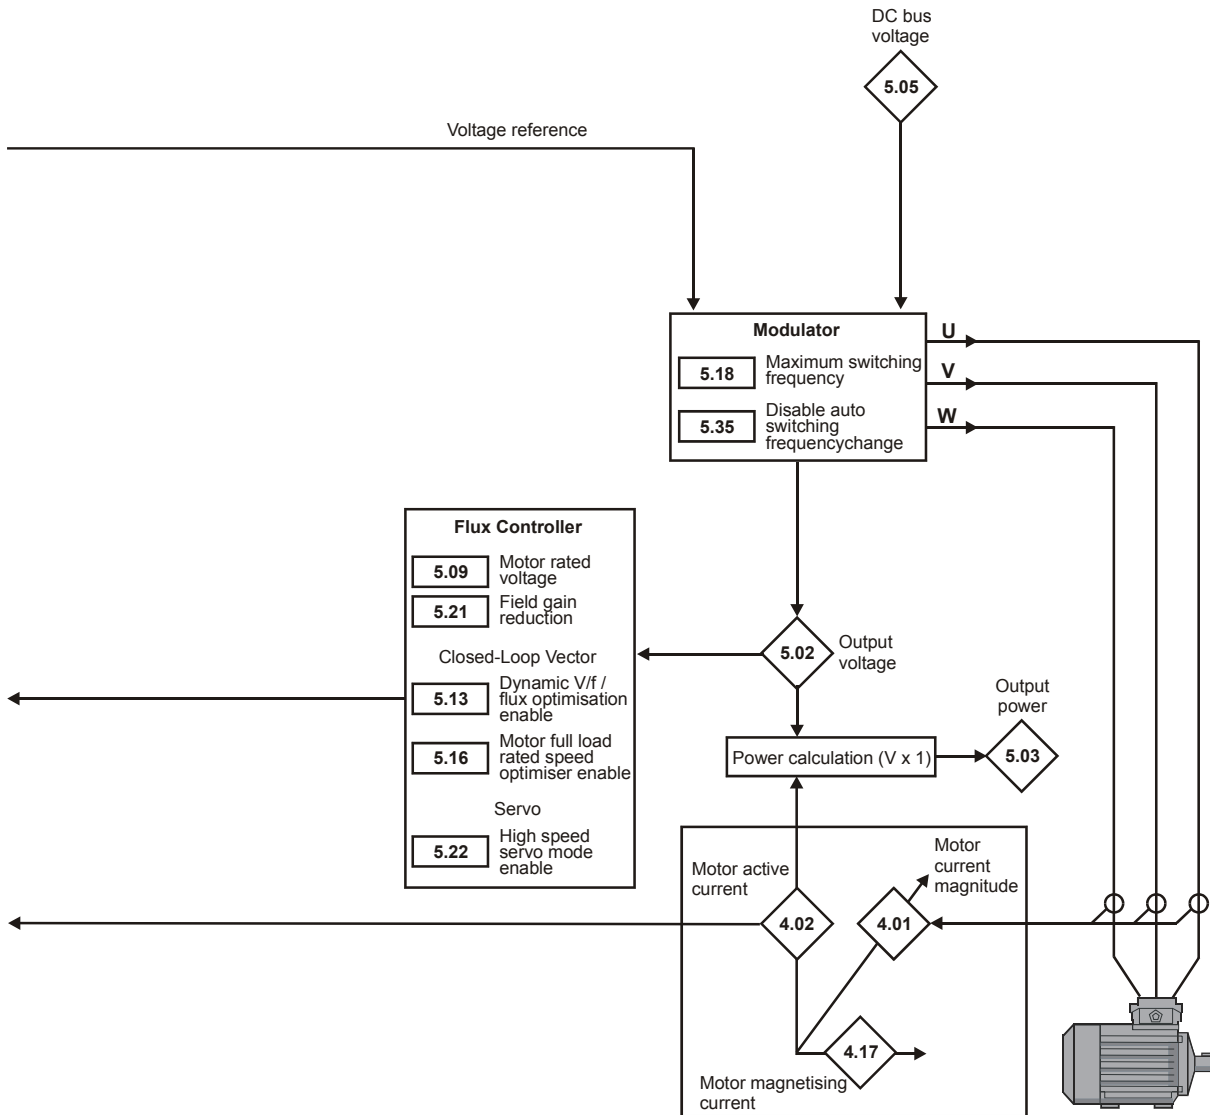 DC bus
voltage
5.05
Voltage reference
Modulator
5.18
Maximum switching
frequency
5.35
Disable auto
switching
frequencychange
U
V
W
Flux Controller
5.09
Motor rated
voltage
5.21
Field gain
reduction
Closed-Loop Vector
5.13
Dynamic V/f /
flux optimisation
enable
5.16
Motor full load
rated speed
optimiser enable
Servo
5.22
High speed
servo mode
enable
5.02
Output
voltage
Output
power
Power calculation (V x 1)
5.03
Motor active
current
4.02
Motor
current
magnitude
4.01
4.17
Motor magnetising
current